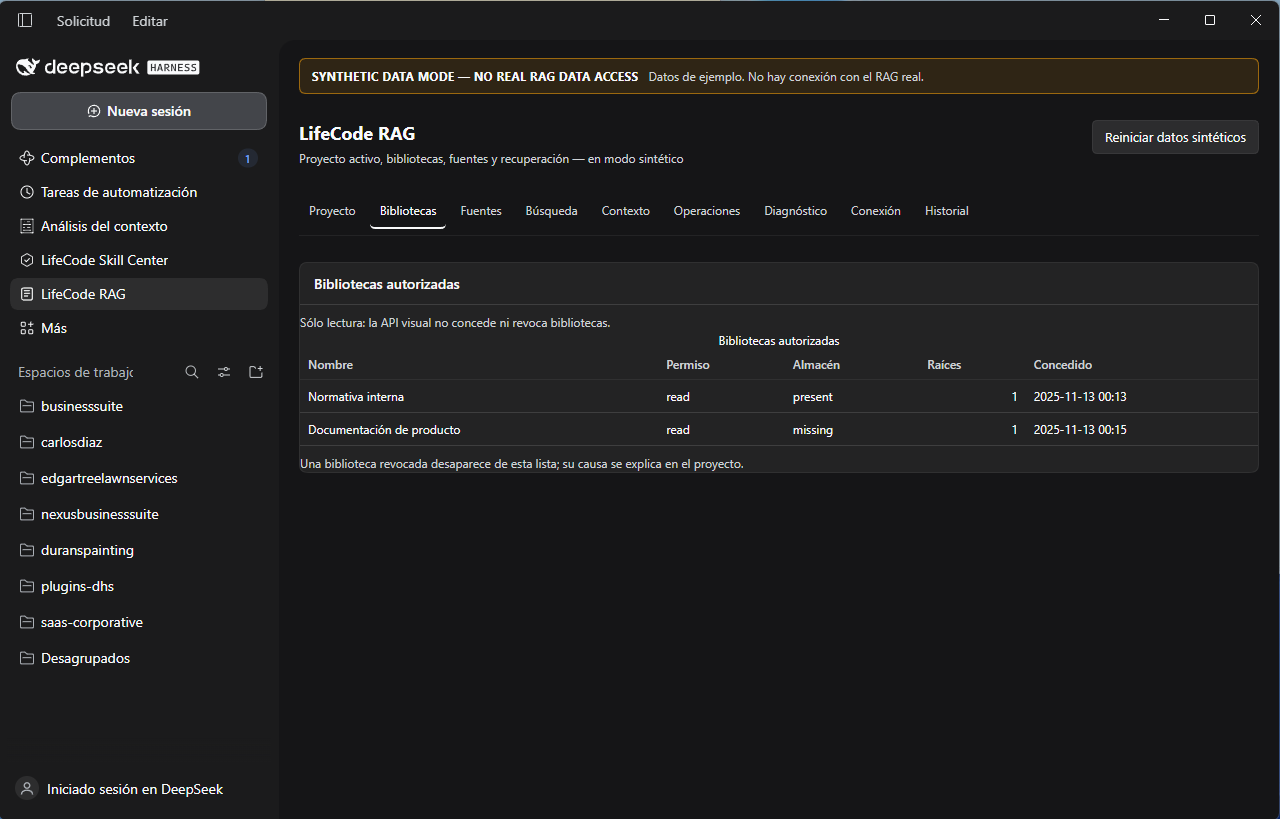 Solicitud Editar
deepseek HARNESS
Nueva sesión
Complementos 1
Tareas de automatización
Análisis del contexto
LifeCode Skill Center
LifeCode RAG
Más
Espacios de trabajo
businesssuite
carlosdiaz
edgartreelawnservices
nexusbusinesssuite
duranspainting
plugins-dhs
saas-corporative
Desagrupados
Iniciado sesión en DeepSeek
SYNTHETIC DATA MODE — NO REAL RAG DATA ACCESS Datos de ejemplo. No hay conexión con el RAG real.
LifeCode RAG
Proyecto activo, bibliotecas, fuentes y recuperación — en modo sintético
Reiniciar datos sintéticos
Proyecto Bibliotecas Fuentes Búsqueda Contexto Operaciones Diagnóstico Conexión Historial
Bibliotecas autorizadas
Sólo lectura: la API visual no concede ni revoca bibliotecas.
Bibliotecas autorizadas
Nombre Permiso Almacén Raíces Concedido
Normativa interna read present 1 2025-11-13 00:13
Documentación de producto read missing 1 2025-11-13 00:15
Una biblioteca revocada desaparece de esta lista; su causa se explica en el proyecto.